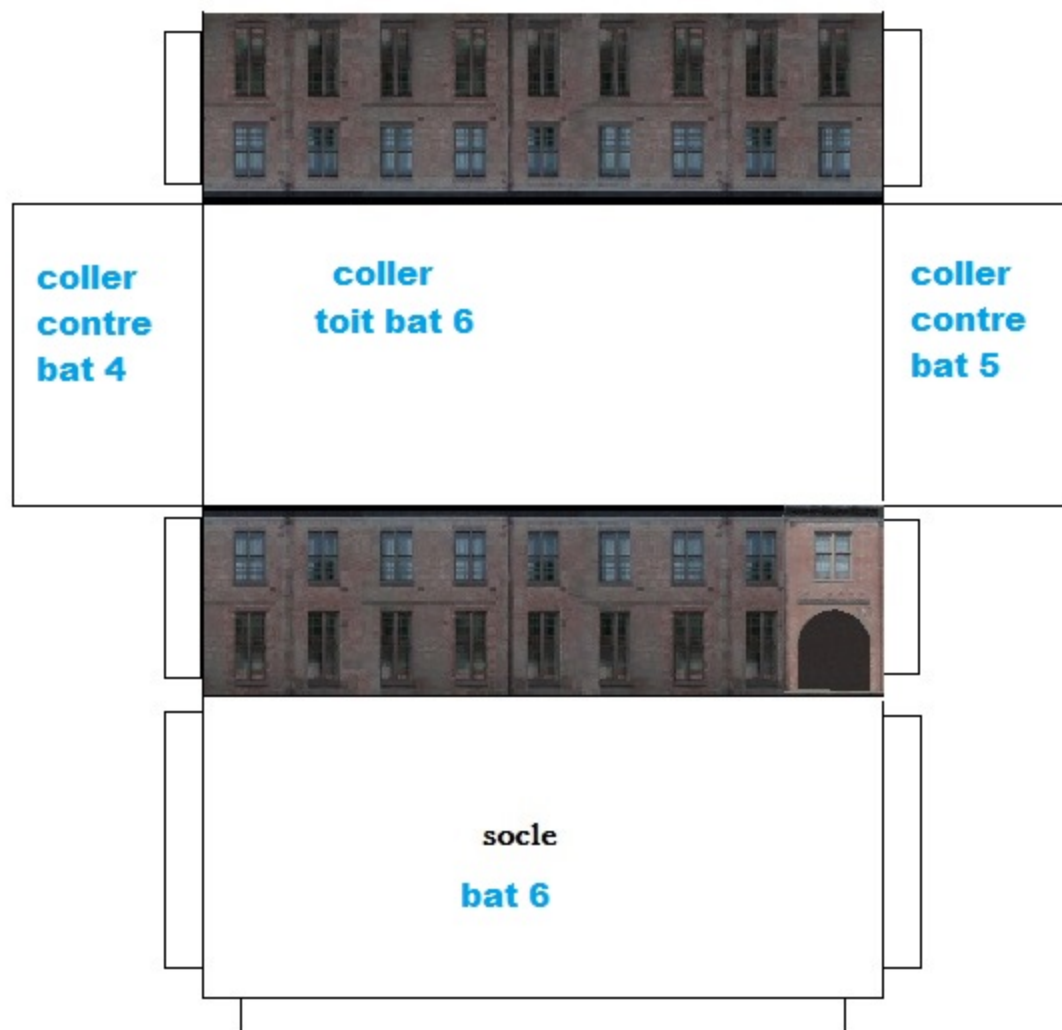 coller
contre
bat 4
coller
toit bat 6
coller
contre
bat 5
socle
bat 6